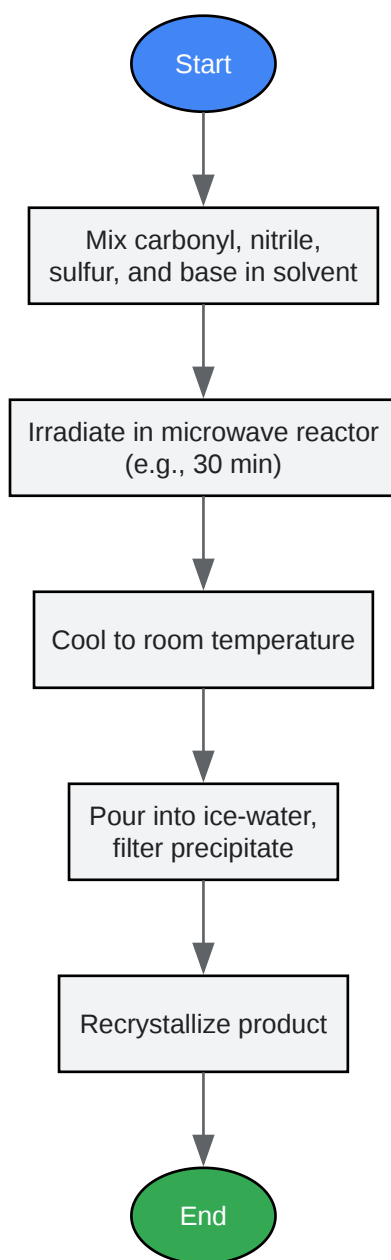 Start
Mix carbonyl, nitrile,
sulfur, and base in solvent
Irradiate in microwave reactor
(e.g., 30 min)
Cool to room temperature
Pour into ice-water,
filter precipitate
Recrystallize product
End